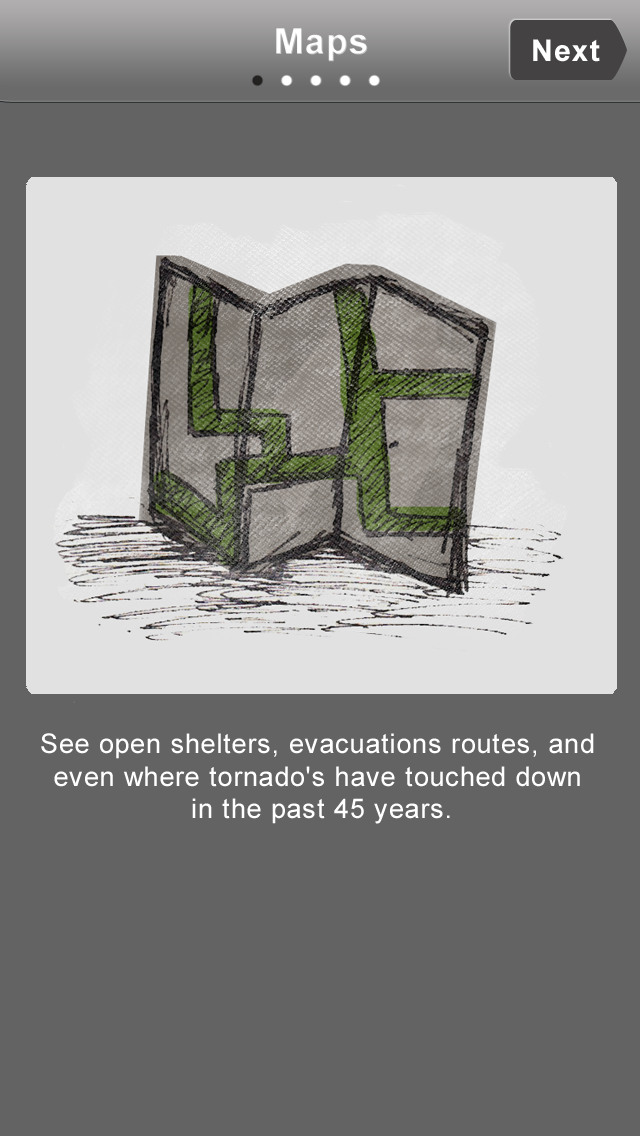 Maps
Next
See open shelters, evacuations routes, and
even where tornado's have touched down
in the past 45 years.